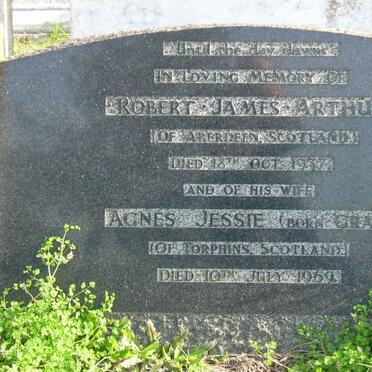 Until the day dawns
IN LOVING MEMORY OF
ROBERT JAMES ARTHU
(OF ABERDEEN, SCOTLAND)
DIED 18TH OCT. 1957.
AND OF HIS WIFE
AGNES JESSIE (BORN GRA
(OF TORPHINS, SCOTLAND)
DIED 10TH JULY 1969.